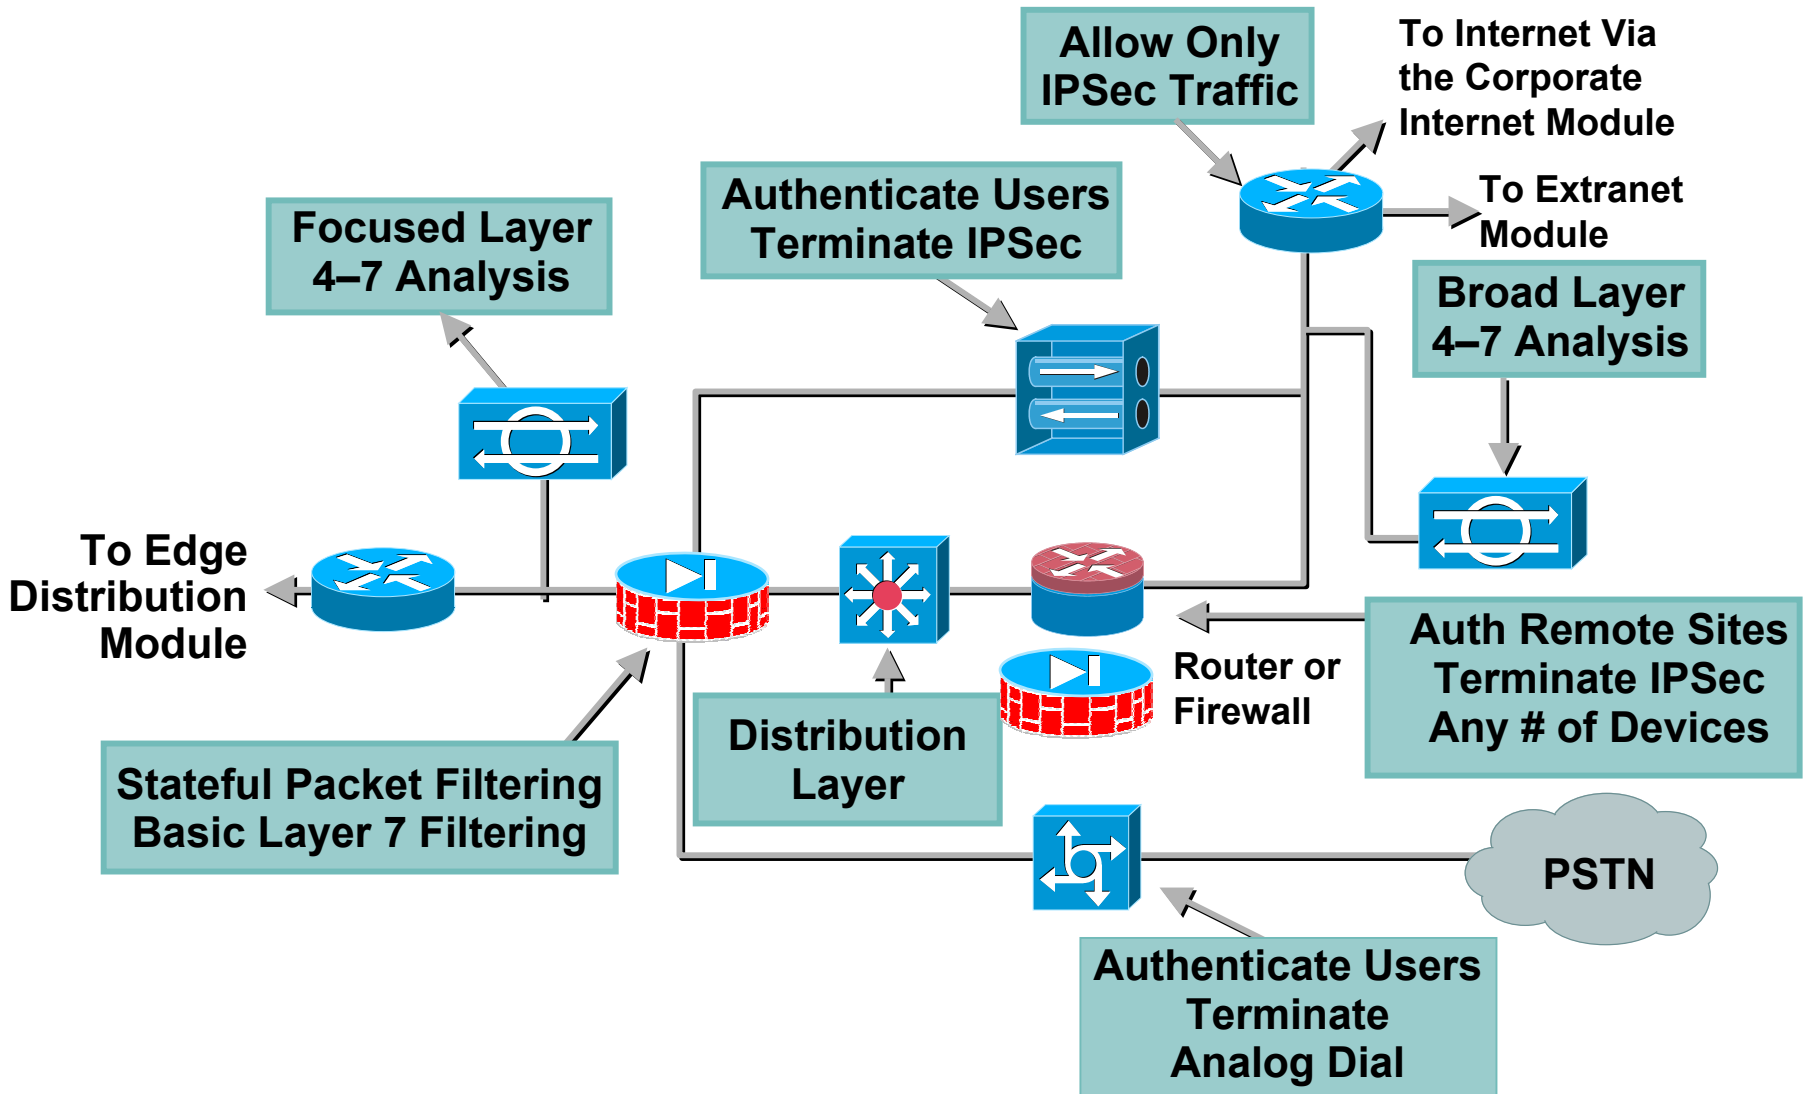 Allow Only
IPSec Traffic
To Internet Via
the Corporate
Internet Module
Authenticate Users
Terminate IPSec
To Extranet
Module
Focused Layer
4–7 Analysis
Broad Layer
4–7 Analysis
To Edge
Distribution
Module
Router or
Firewall
Auth Remote Sites
Terminate IPSec
Any # of Devices
Distribution
Layer
Stateful Packet Filtering
Basic Layer 7 Filtering
PSTN
Authenticate Users
Terminate
Analog Dial